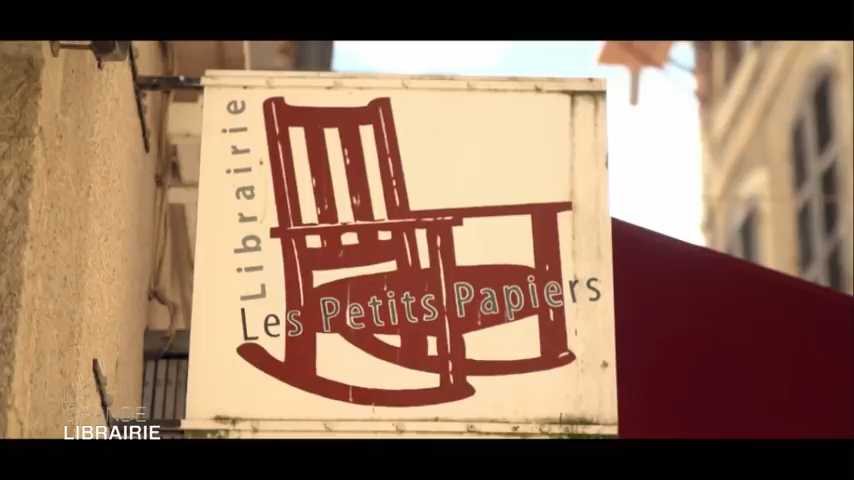 Librairie
Les Petits Papiers
LA
GRANDE
LIBRAIRIE